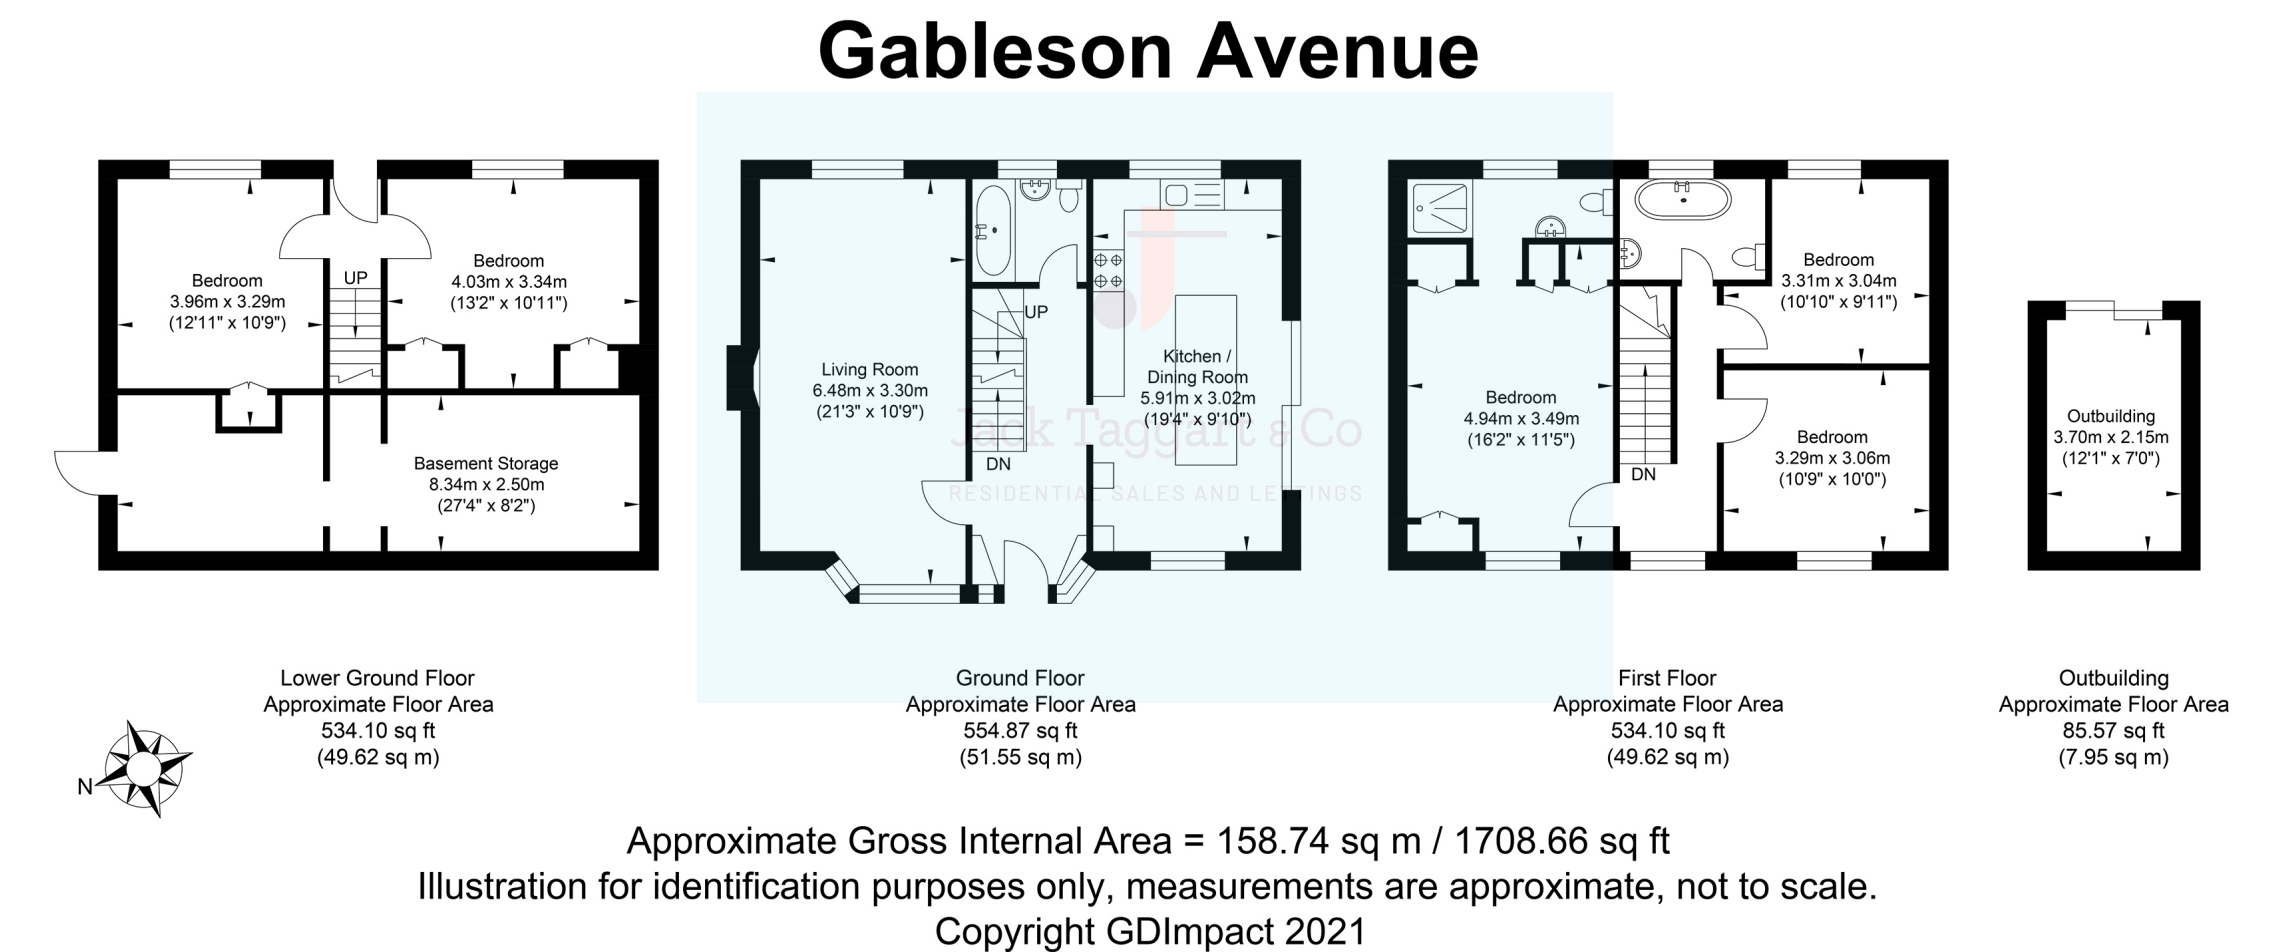 Gableson Avenue
Bedroom
3.96m x 3.29m
(12'11" x 10'9")
UP
Bedroom
4.03m x 3.34m
(13'2" x 10'11")
Basement Storage
8.34m x 2.50m
(27'4" x 8'2")
Living Room
6.48m x 3.30m
(21'3" x 10'9")
UP
DN
Kitchen /
Dining Room
5.91m x 3.02m
(19'4" x 9'10")
Jack Taggart & Co
RESIDENTIAL SALES AND LETTINGS
Bedroom
4.94m x 3.49m
(16'2" x 11'5")
DN
Bedroom
3.31m x 3.04m
(10'10" x 9'11")
Bedroom
3.29m x 3.06m
(10'9" x 10'0")
Outbuilding
3.70m x 2.15m
(12'1" x 7'0")
Lower Ground Floor
Approximate Floor Area
534.10 sq ft
(49.62 sq m)
Ground Floor
Approximate Floor Area
554.87 sq ft
(51.55 sq m)
First Floor
Approximate Floor Area
534.10 sq ft
(49.62 sq m)
Outbuilding
Approximate Floor Area
85.57 sq ft
(7.95 sq m)
N
Approximate Gross Internal Area = 158.74 sq m / 1708.66 sq ft
Illustration for identification purposes only, measurements are approximate, not to scale.
Copyright GDImpact 2021